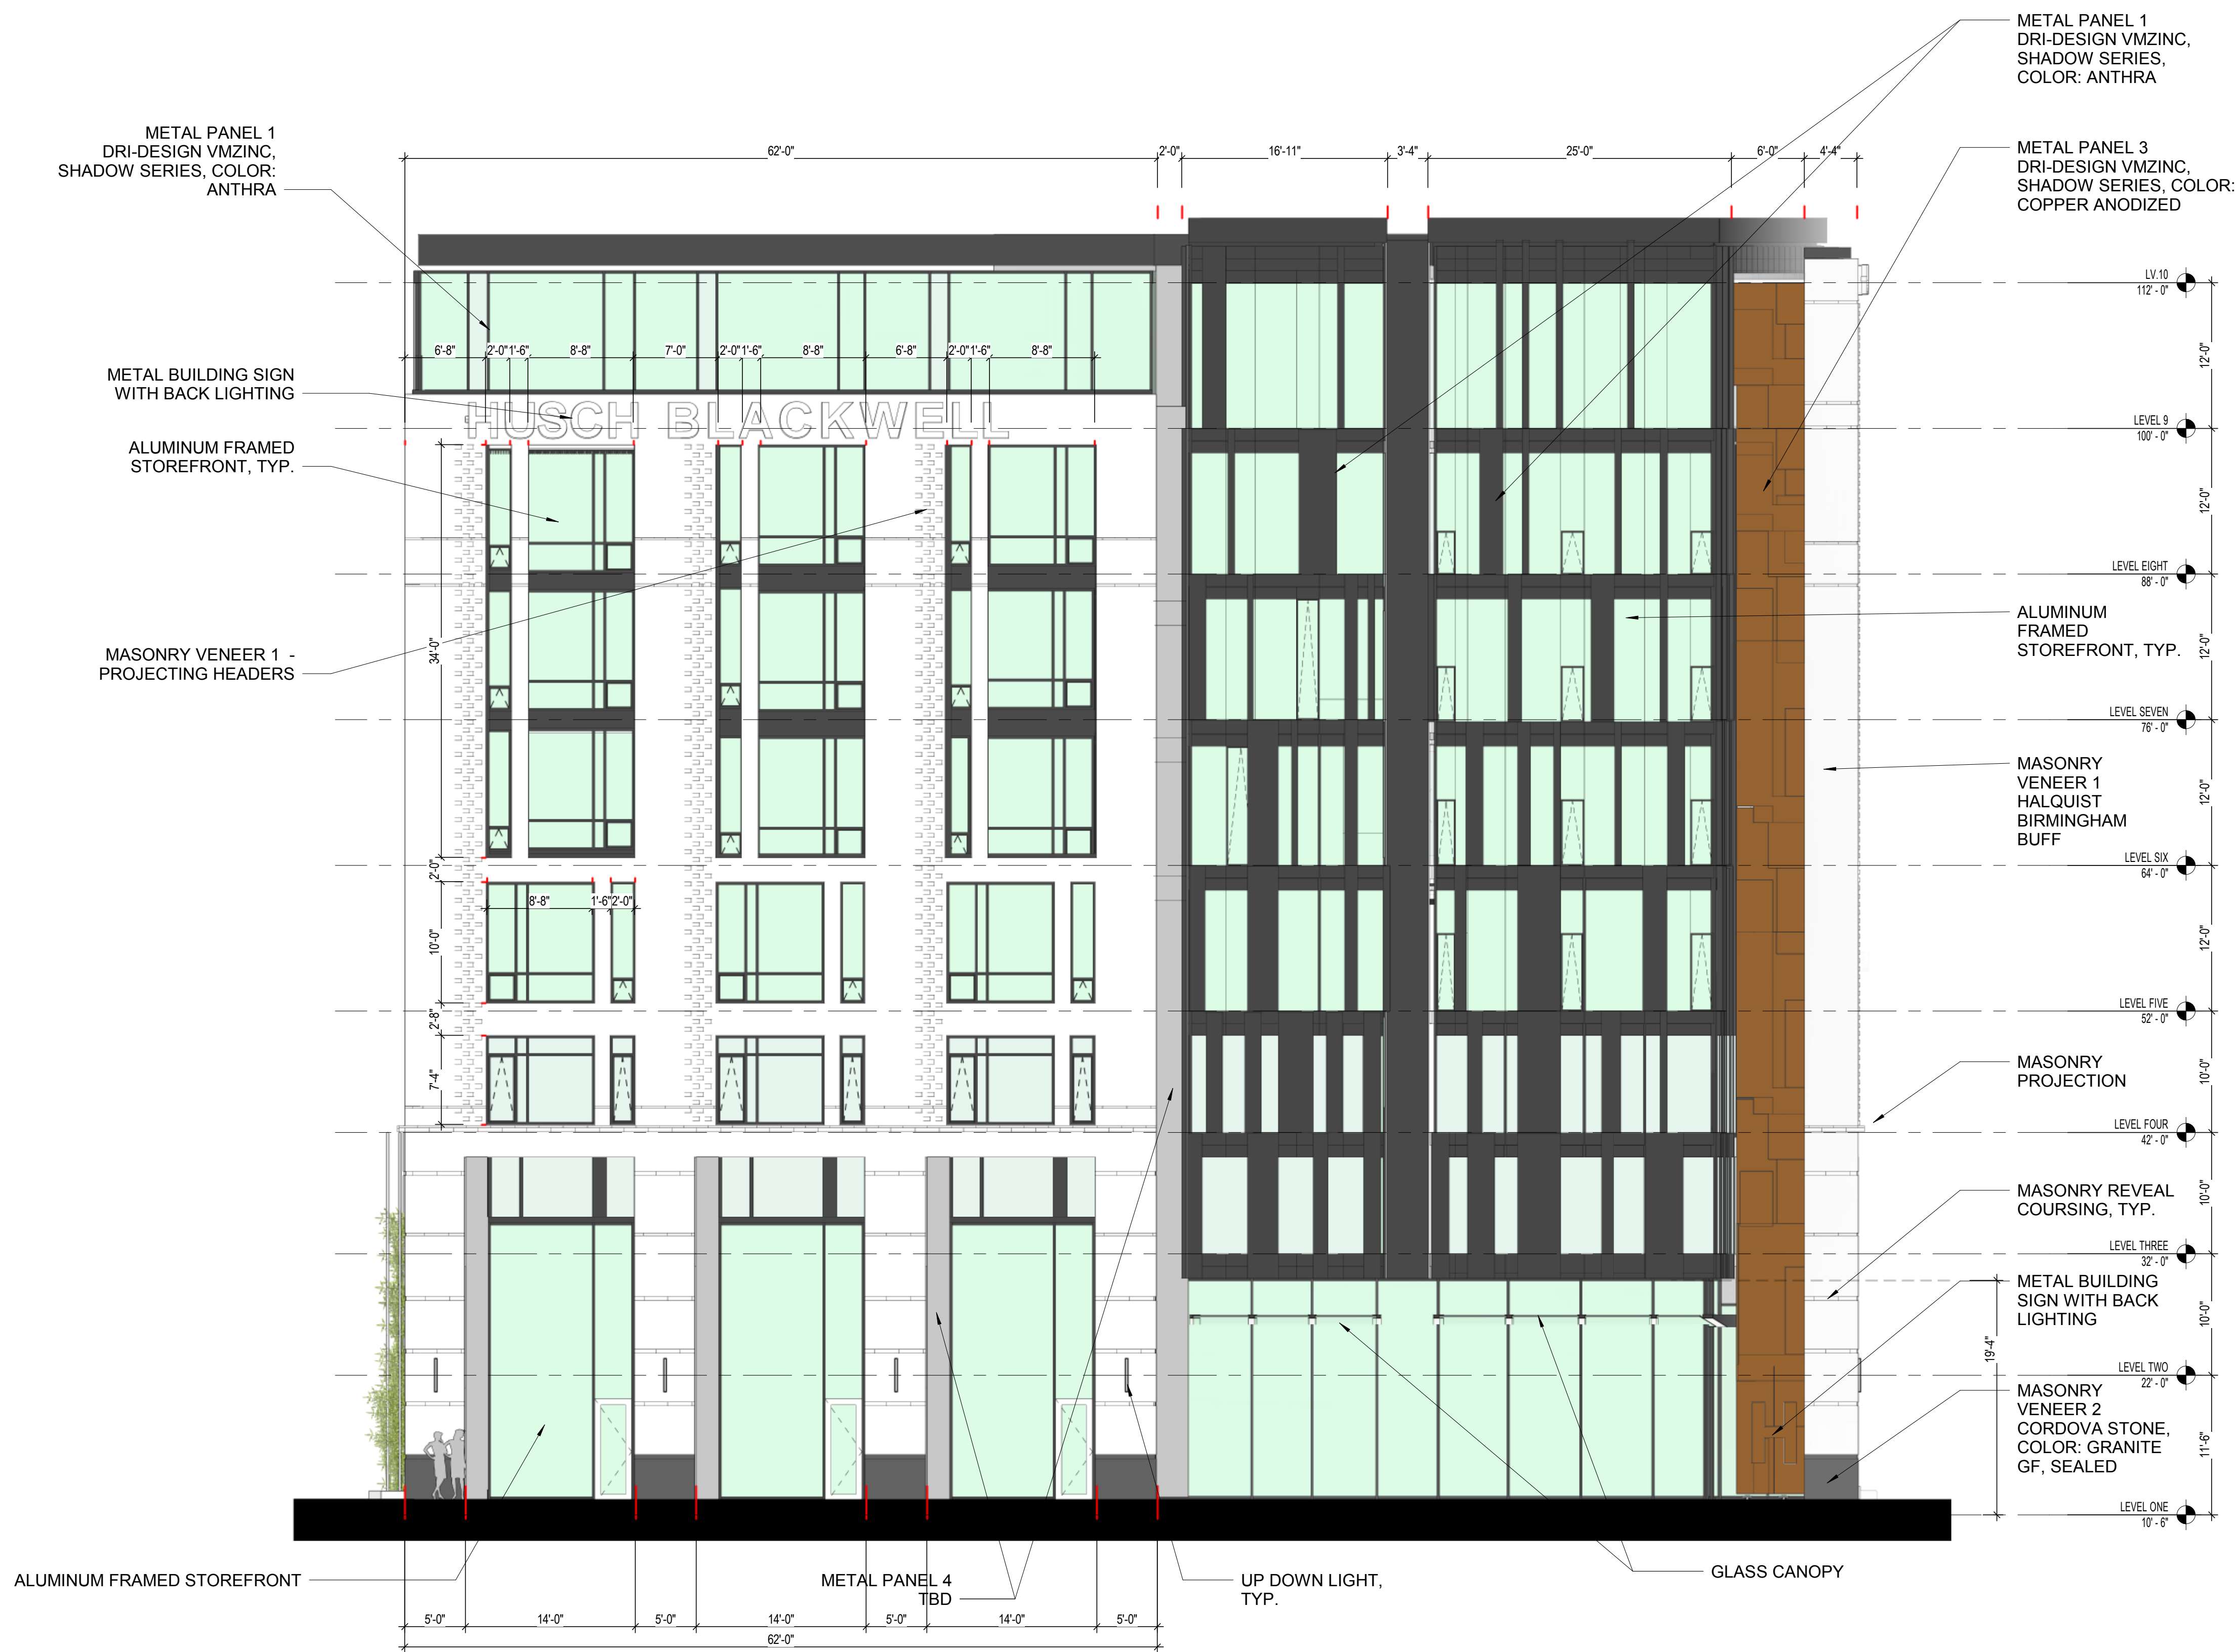 METAL PANEL 1
DRI-DESIGN VMZINC,
SHADOW SERIES,
COLOR: ANTHRA
METAL PANEL 1
DRI-DESIGN VMZINC,
SHADOW SERIES, COLOR:
ANTHRA
METAL PANEL 3
DRI-DESIGN VMZINC,
SHADOW SERIES, COLOR:
COPPER ANODIZED
62'-0" 2'-0" 16'-11" 3'-4" 25'-0" 6'-0" 4'-4"
LV.10
112' - 0"
12'-0"
6'-8" 2'-0" 1'-6" 8'-8" 7'-0" 2'-0" 1'-6" 8'-8" 6'-8" 2'-0" 1'-6" 8'-8"
METAL BUILDING SIGN
WITH BACK LIGHTING
HUSCH BLACKWELL
LEVEL 9
100' - 0"
ALUMINUM FRAMED
STOREFRONT, TYP.
12'-0"
LEVEL EIGHT
88' - 0"
ALUMINUM
FRAMED
STOREFRONT, TYP.
12'-0"
34'-0"
MASONRY VENEER 1 -
PROJECTING HEADERS
LEVEL SEVEN
76' - 0"
MASONRY
VENEER 1
HALQUIST
BIRMINGHAM
BUFF
12'-0"
LEVEL SIX
64' - 0"
2'-0"
8'-8" 1'-6" 2'-0"
10'-0"
12'-0"
LEVEL FIVE
52' - 0"
2'-8"
7'-4"
MASONRY
PROJECTION
10'-0"
LEVEL FOUR
42' - 0"
MASONRY REVEAL
COURSING, TYP.
10'-0"
LEVEL THREE
32' - 0"
METAL BUILDING
SIGN WITH BACK
LIGHTING
10'-0"
19'-4"
LEVEL TWO
22' - 0"
MASONRY
VENEER 2
CORDOVA STONE,
COLOR: GRANITE
GF, SEALED
11'-6"
LEVEL ONE
10' - 6"
ALUMINUM FRAMED STOREFRONT
METAL PANEL 4
TBD
UP DOWN LIGHT,
TYP.
GLASS CANOPY
5'-0" 14'-0" 5'-0" 14'-0" 5'-0" 14'-0" 5'-0"
62'-0"